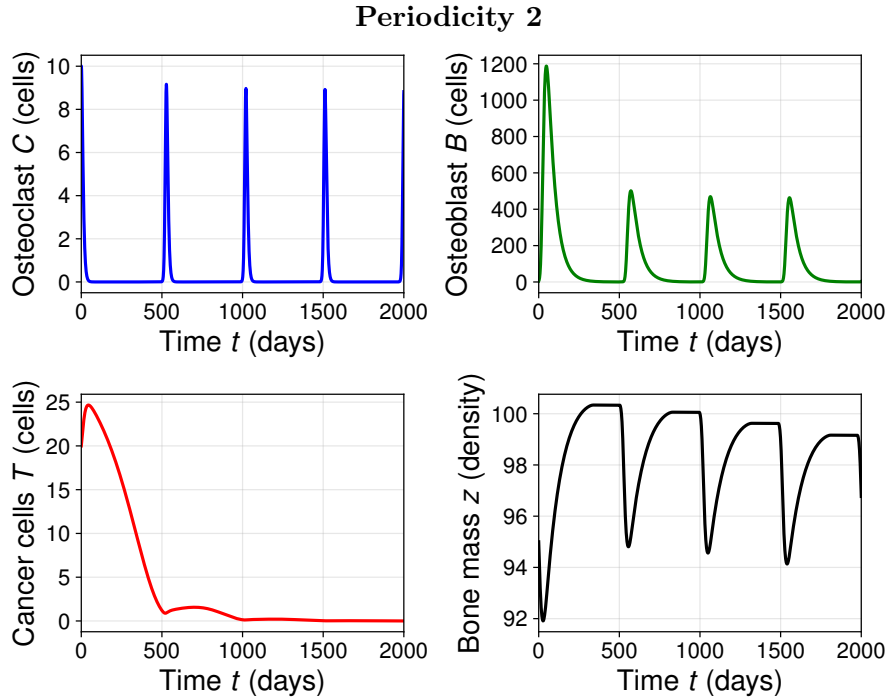 Periodicity 2
Osteoclast C (cells)
10
8
6
4
2
0
0 500 1000 1500 2000
Time t (days)
Osteoblast B (cells)
1200
1000
800
600
400
200
0
0 500 1000 1500 2000
Time t (days)
Cancer cells T (cells)
25
20
15
10
5
0
0 500 1000 1500 2000
Time t (days)
Bone mass z (density)
100
98
96
94
92
0 500 1000 1500 2000
Time t (days)